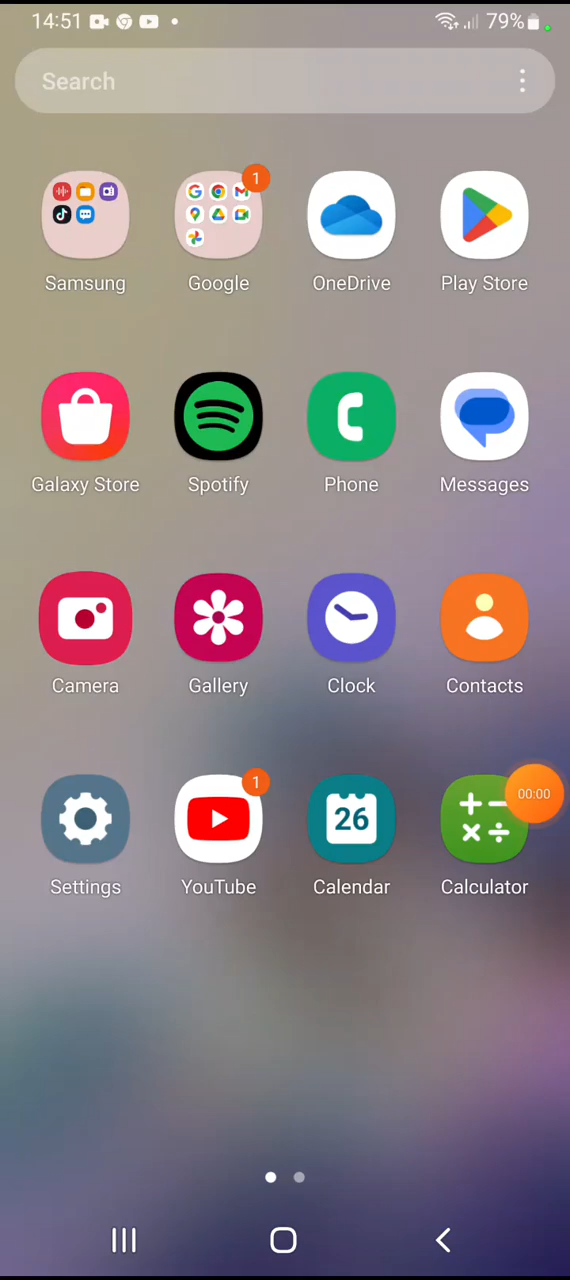 14:51 79%
Search
1
Samsung Google OneDrive Play Store
Galaxy Store Spotify Phone Messages
Camera Gallery Clock Contacts
1 26 00:00
Settings YouTube Calendar Calculator